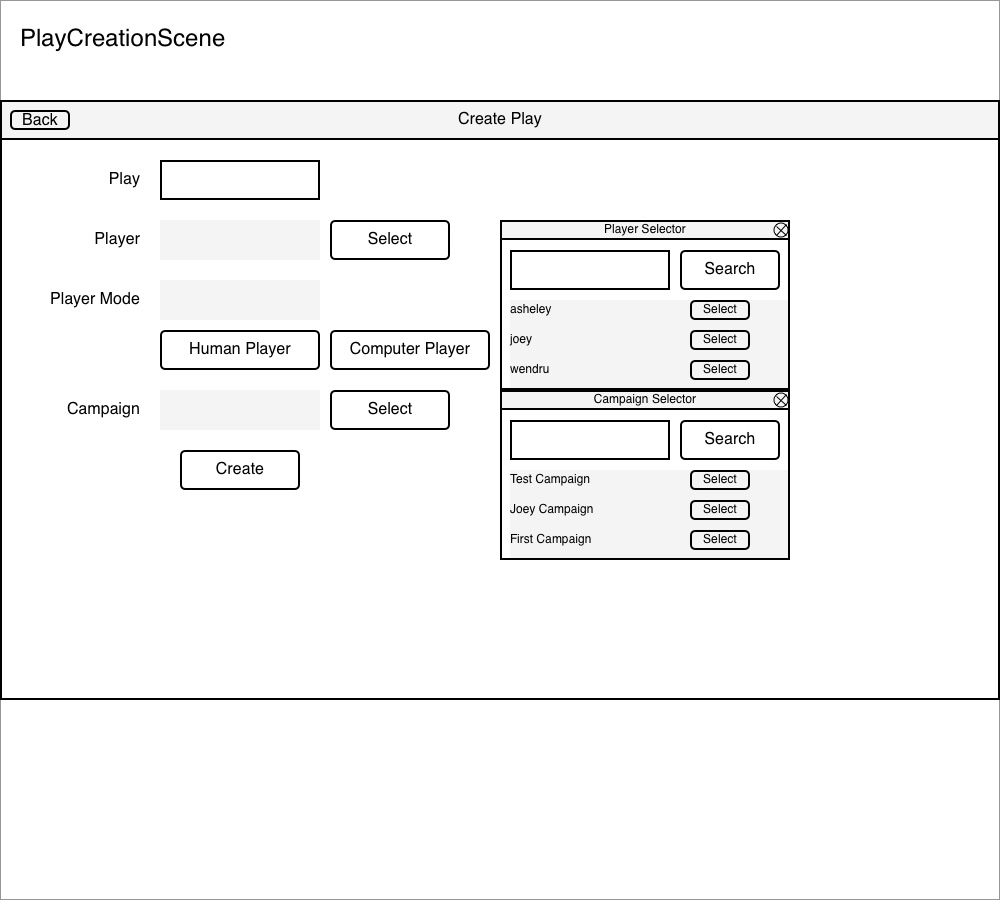 PlayCreationScene
Back
Create Play
Play
Player
Select
Player Mode
Human Player
Computer Player
Campaign
Select
Create
Player Selector
Search
asheley
Select
joey
Select
wendru
Select
Campaign Selector
Search
Test Campaign
Select
Joey Campaign
Select
First Campaign
Select